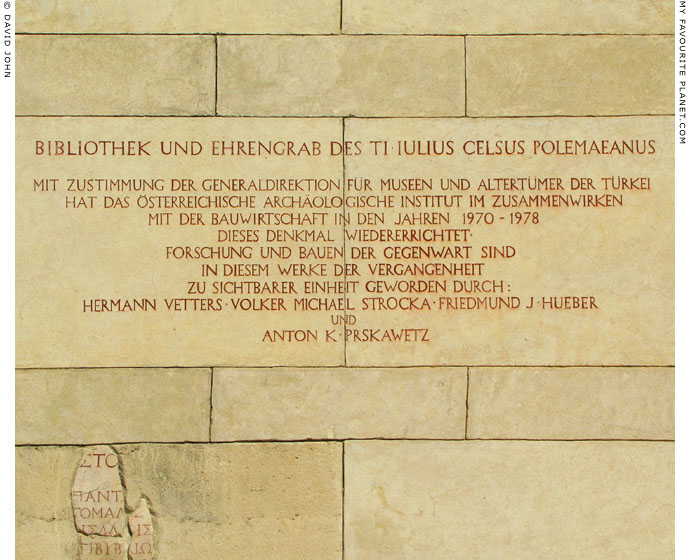 © DAVID JOHN
MY FAVOURITE PLANET.COM
BIBLIOTHEK UND EHRENGRAB DES TI·IULIUS CELSUS POLEMAEANUS
MIT ZUSTIMMUNG DER GENERALDIREKTION FÜR MUSEEN UND ALTERTÜMER DER TÜRKEI
HAT DAS ÖSTERREICHISCHE ARCHÄOLOGISCHE INSTITUT IM ZUSAMMENWIRKEN
MIT DER BAUWIRTSCHAFT IN DEN JAHREN 1970 - 1978
DIESES DENKMAL WIEDERERRICHTET·
FORSCHUNG UND BAUEN DER GEGENWART SIND
IN DIESEM WERKE DER VERGANGENHEIT
ZU SICHTBARER EINHEIT GEWORDEN DURCH:
HERMANN VETTERS·VOLKER MICHAEL STROCKA·FRIEDMUND J·HUEBER
UND
ANTON K·PRSKAWETZ
ΣΤΟ